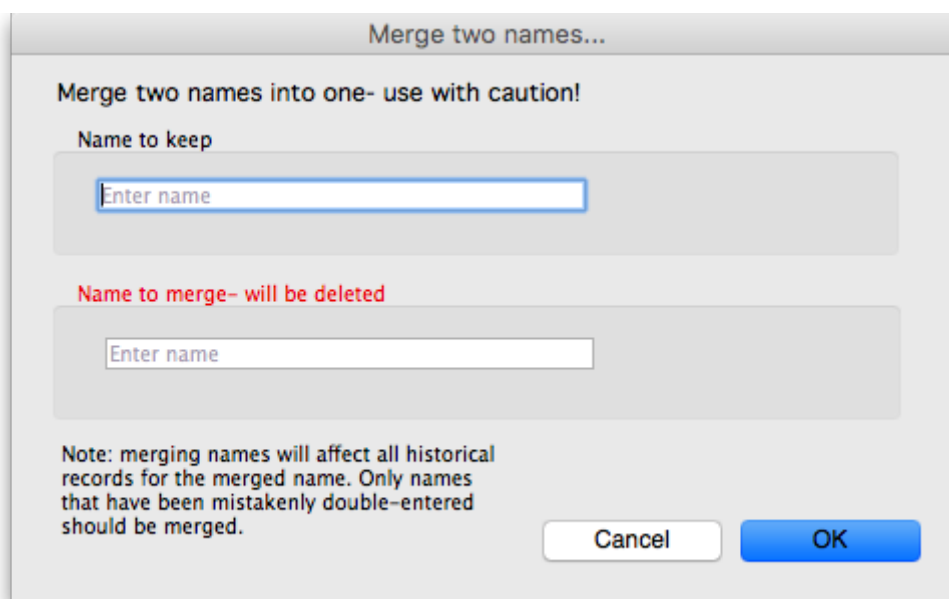 Merge two names...
Merge two names into one- use with caution!
Name to keep
Enter name
Name to merge– will be deleted
Enter name
Note: merging names will affect all historical
records for the merged name. Only names
that have been mistakenly double–entered
should be merged.
Cancel
OK